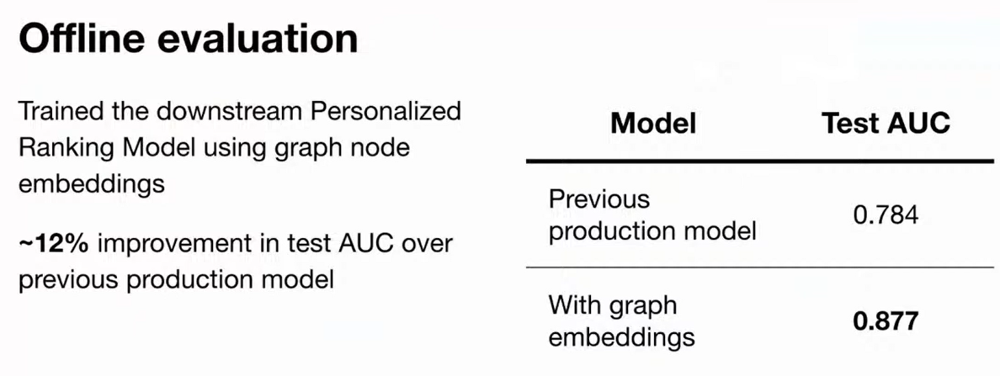 Offline evaluation
Trained the downstream Personalized
Ranking Model using graph node
embeddings
~12% improvement in test AUC over
previous production model
Model Test AUC
Previous
production model 0.784
With graph
embeddings 0.877